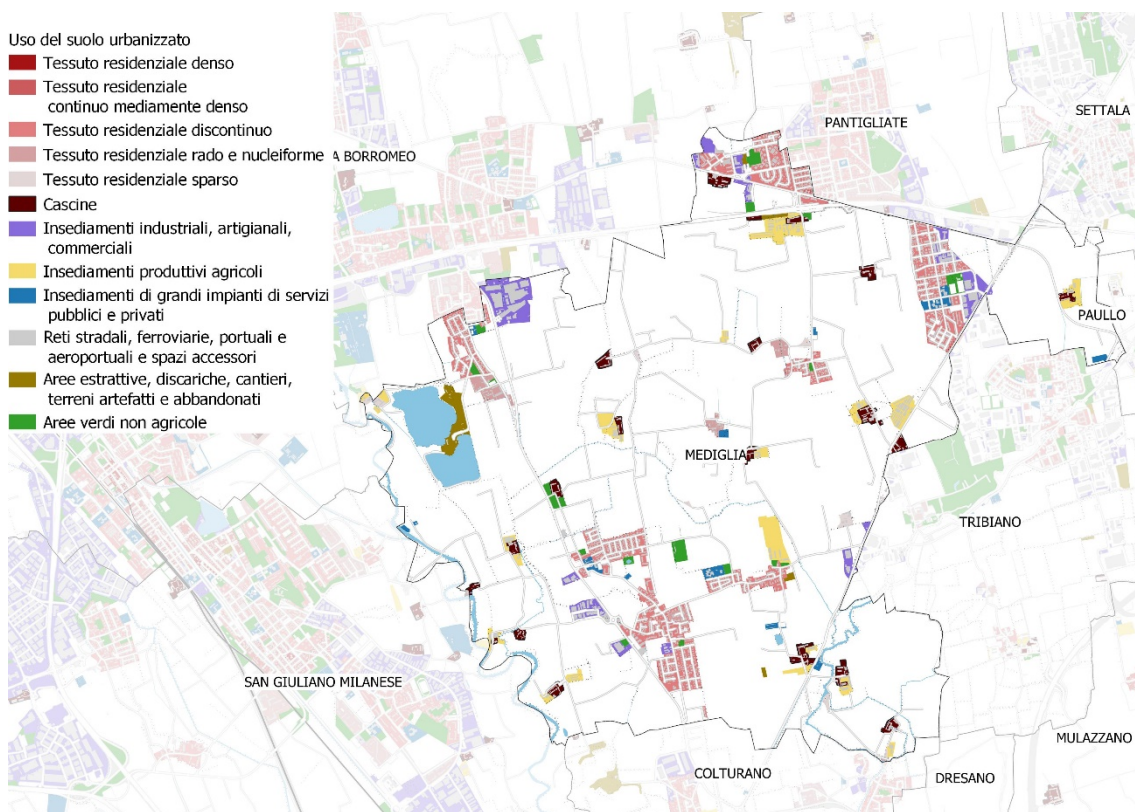 Uso del suolo urbanizzato
Tessuto residenziale denso
Tessuto residenziale
continuo mediamente denso
Tessuto residenziale discontinuo
Tessuto residenziale rado e nucleiforme
Tessuto residenziale sparso
Cascine
Insediamenti industriali, artigianali,
commerciali
Insediamenti produttivi agricoli
Insediamenti di grandi impianti di servizi
pubblici e privati
Reti stradali, ferroviarie, portuali e
aeroportuali e spazi accessori
Aree estrattive, discariche, cantieri,
terreni artefatti e abbandonati
Aree verdi non agricole
A BORROMEO
PANTIGLIATE
SETTALA
PAULLO
MEDIGLIA
TRIBIANO
SAN GIULIANO MILANESE
MULAZZANO
COLTURANO
DRESANO